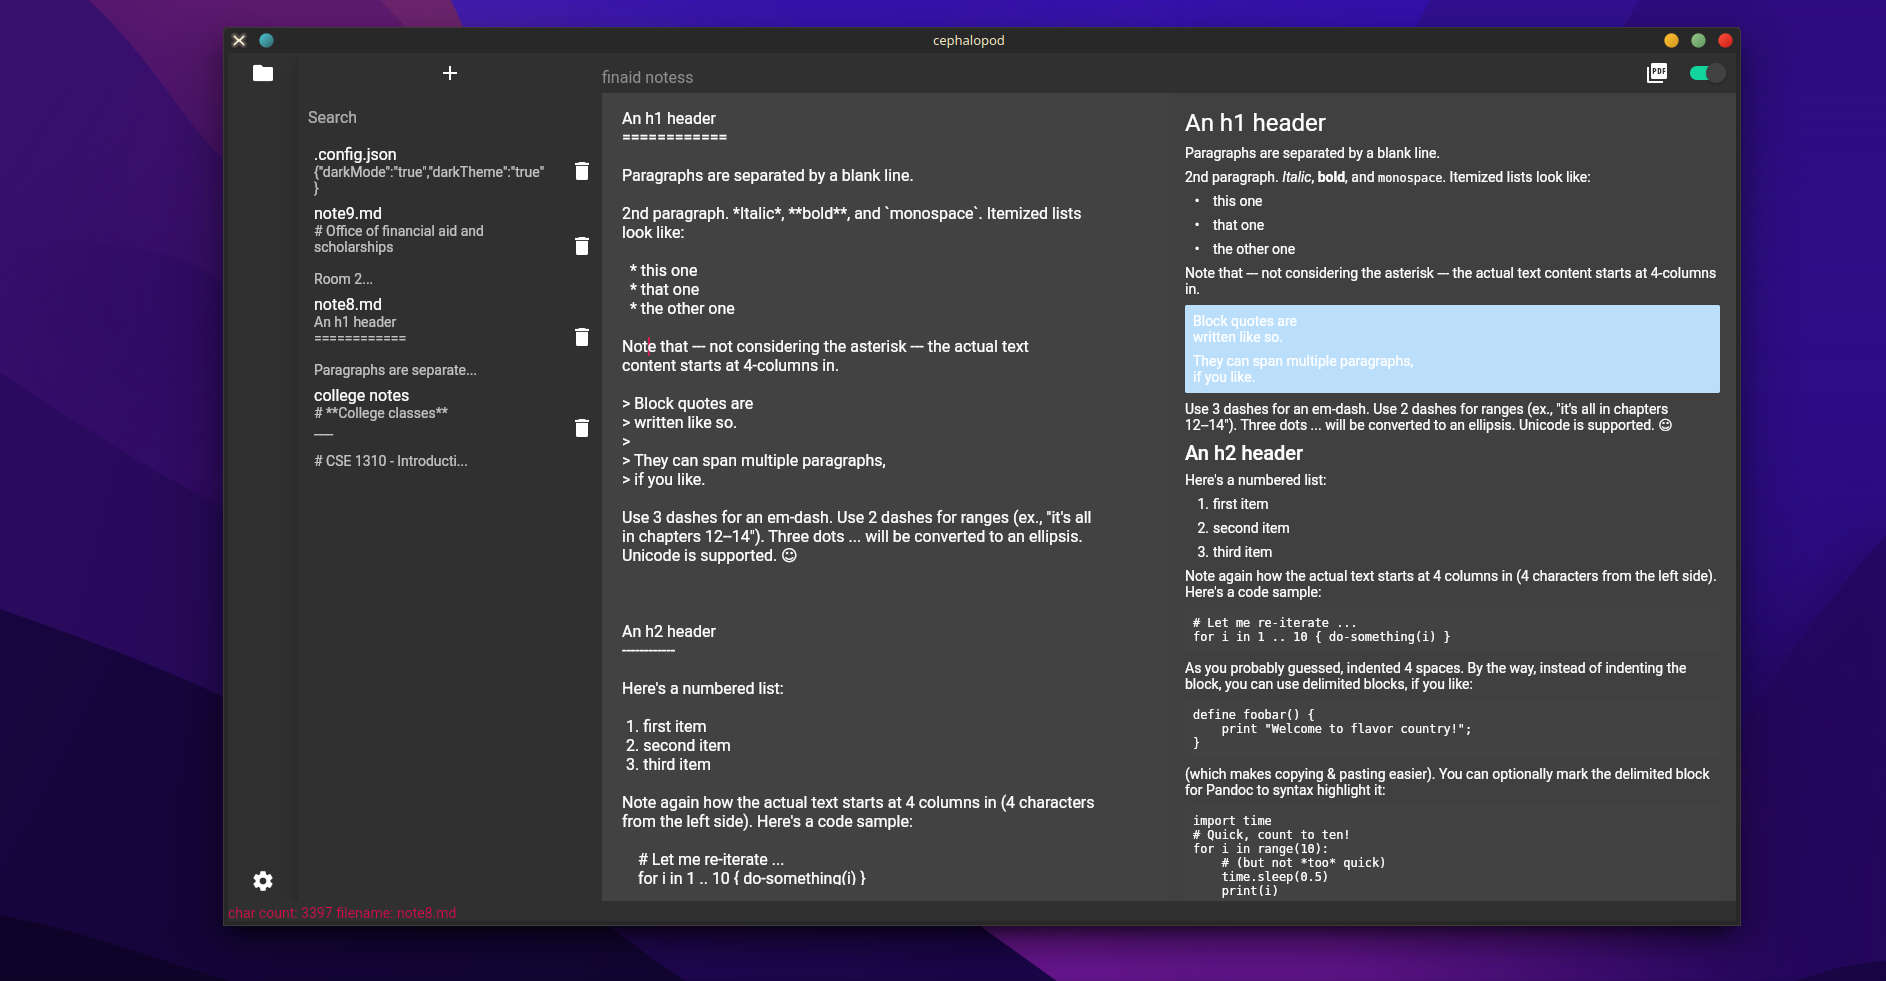 cephalopod
finaid notess
PDF
Search
.config.json
{"darkMode":"true","darkTheme":"true"
}
note9.md
# Office of financial aid and
scholarships
Room 2...
note8.md
An h1 header
============
Paragraphs are separate...
college notes
# **College classes**
___
# CSE 1310 - Introducti...
An h1 header
============
Paragraphs are separated by a blank line.
2nd paragraph. *Italic*, **bold**, and `monospace`. Itemized lists
look like:
* this one
* that one
* the other one
Note that --- not considering the asterisk --- the actual text
content starts at 4-columns in.
> Block quotes are
> written like so.
>
> They can span multiple paragraphs,
> if you like.
Use 3 dashes for an em-dash. Use 2 dashes for ranges (ex., "it's all
in chapters 12--14"). Three dots ... will be converted to an ellipsis.
Unicode is supported. ☺
An h2 header
------------
Here's a numbered list:
1. first item
2. second item
3. third item
Note again how the actual text starts at 4 columns in (4 characters
from the left side). Here's a code sample:
# Let me re-iterate ...
for i in 1 .. 10 { do-something(i) }
An h1 header
Paragraphs are separated by a blank line.
2nd paragraph. Italic, bold, and monospace. Itemized lists look like:
• this one
• that one
• the other one
Note that --- not considering the asterisk --- the actual text content starts at 4-columns
in.
Block quotes are
written like so.
They can span multiple paragraphs,
if you like.
Use 3 dashes for an em-dash. Use 2 dashes for ranges (ex., "it's all in chapters
12--14"). Three dots ... will be converted to an ellipsis. Unicode is supported. ☺
An h2 header
Here's a numbered list:
1. first item
2. second item
3. third item
Note again how the actual text starts at 4 columns in (4 characters from the left side).
Here's a code sample:
# Let me re-iterate ...
for i in 1 .. 10 { do-something(i) }
As you probably guessed, indented 4 spaces. By the way, instead of indenting the
block, you can use delimited blocks, if you like:
define foobar() {
    print "Welcome to flavor country!";
}
(which makes copying & pasting easier). You can optionally mark the delimited block
for Pandoc to syntax highlight it:
import time
# Quick, count to ten!
for i in range(10):
    # (but not *too* quick)
    time.sleep(0.5)
    print(i)
char count: 3397 filename: note8.md